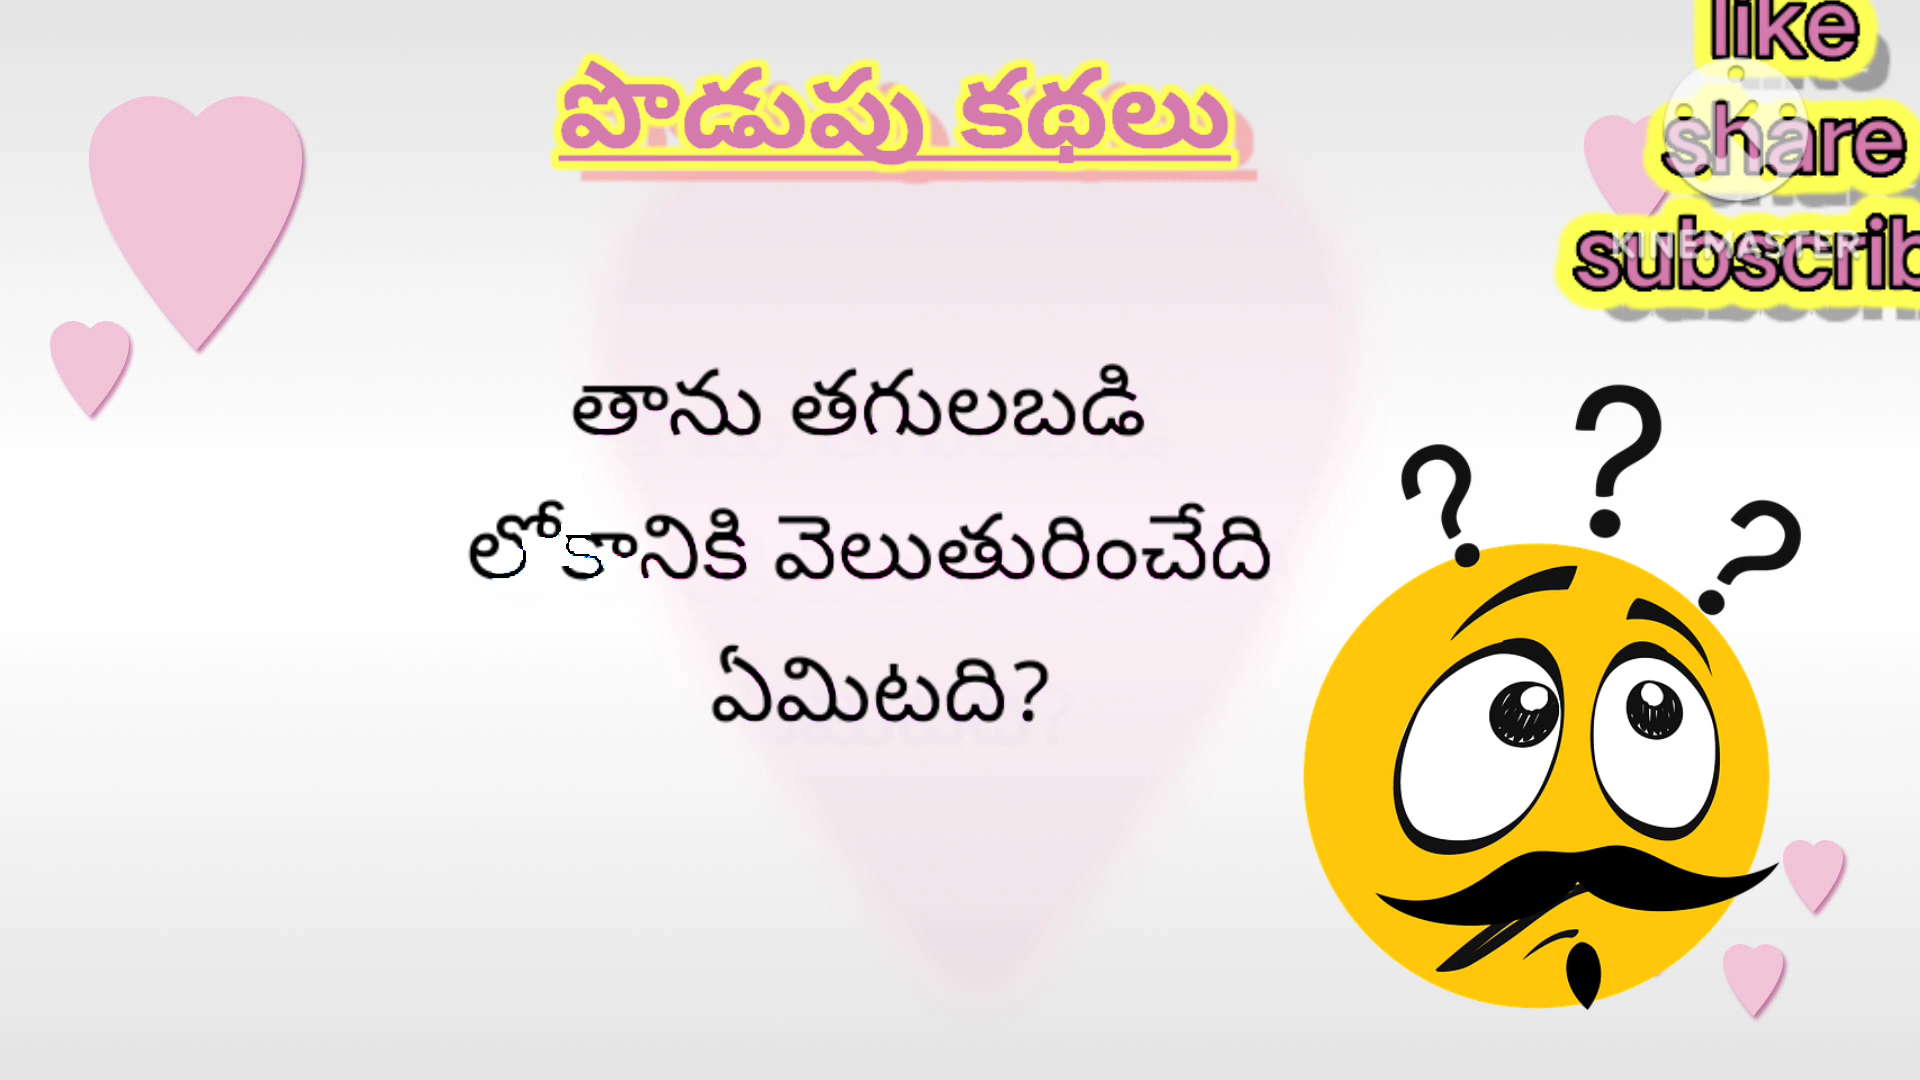 పొడుపు కథలు
like
share
subscrib
KINEMASTER
తాను తగులబడి
లోకానికి వెలుతురించేది
ఏమిటది?